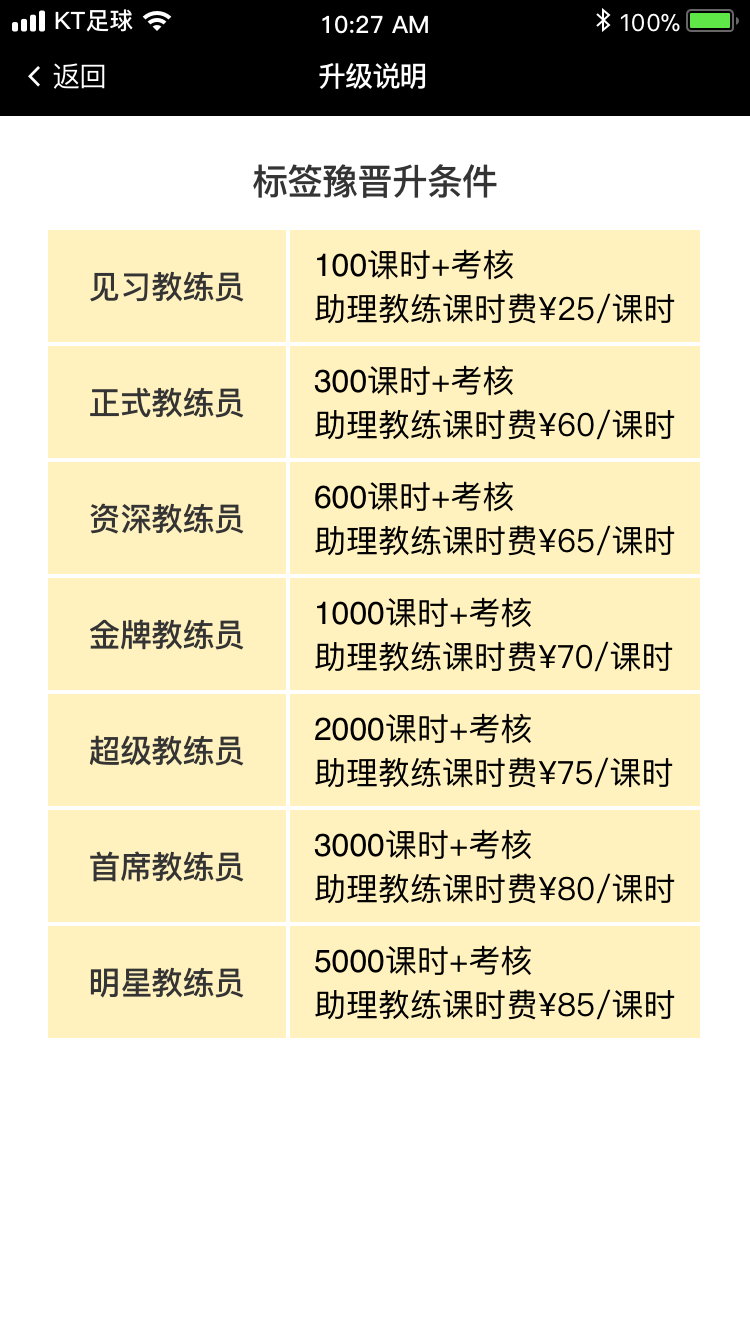 KT足球
10:27 AM
100%
返回
升级说明
标签豫晋升条件
见习教练员
100课时+考核
助理教练课时费¥25/课时
正式教练员
300课时+考核
助理教练课时费¥60/课时
资深教练员
600课时+考核
助理教练课时费¥65/课时
金牌教练员
1000课时+考核
助理教练课时费¥70/课时
超级教练员
2000课时+考核
助理教练课时费¥75/课时
首席教练员
3000课时+考核
助理教练课时费¥80/课时
明星教练员
5000课时+考核
助理教练课时费¥85/课时